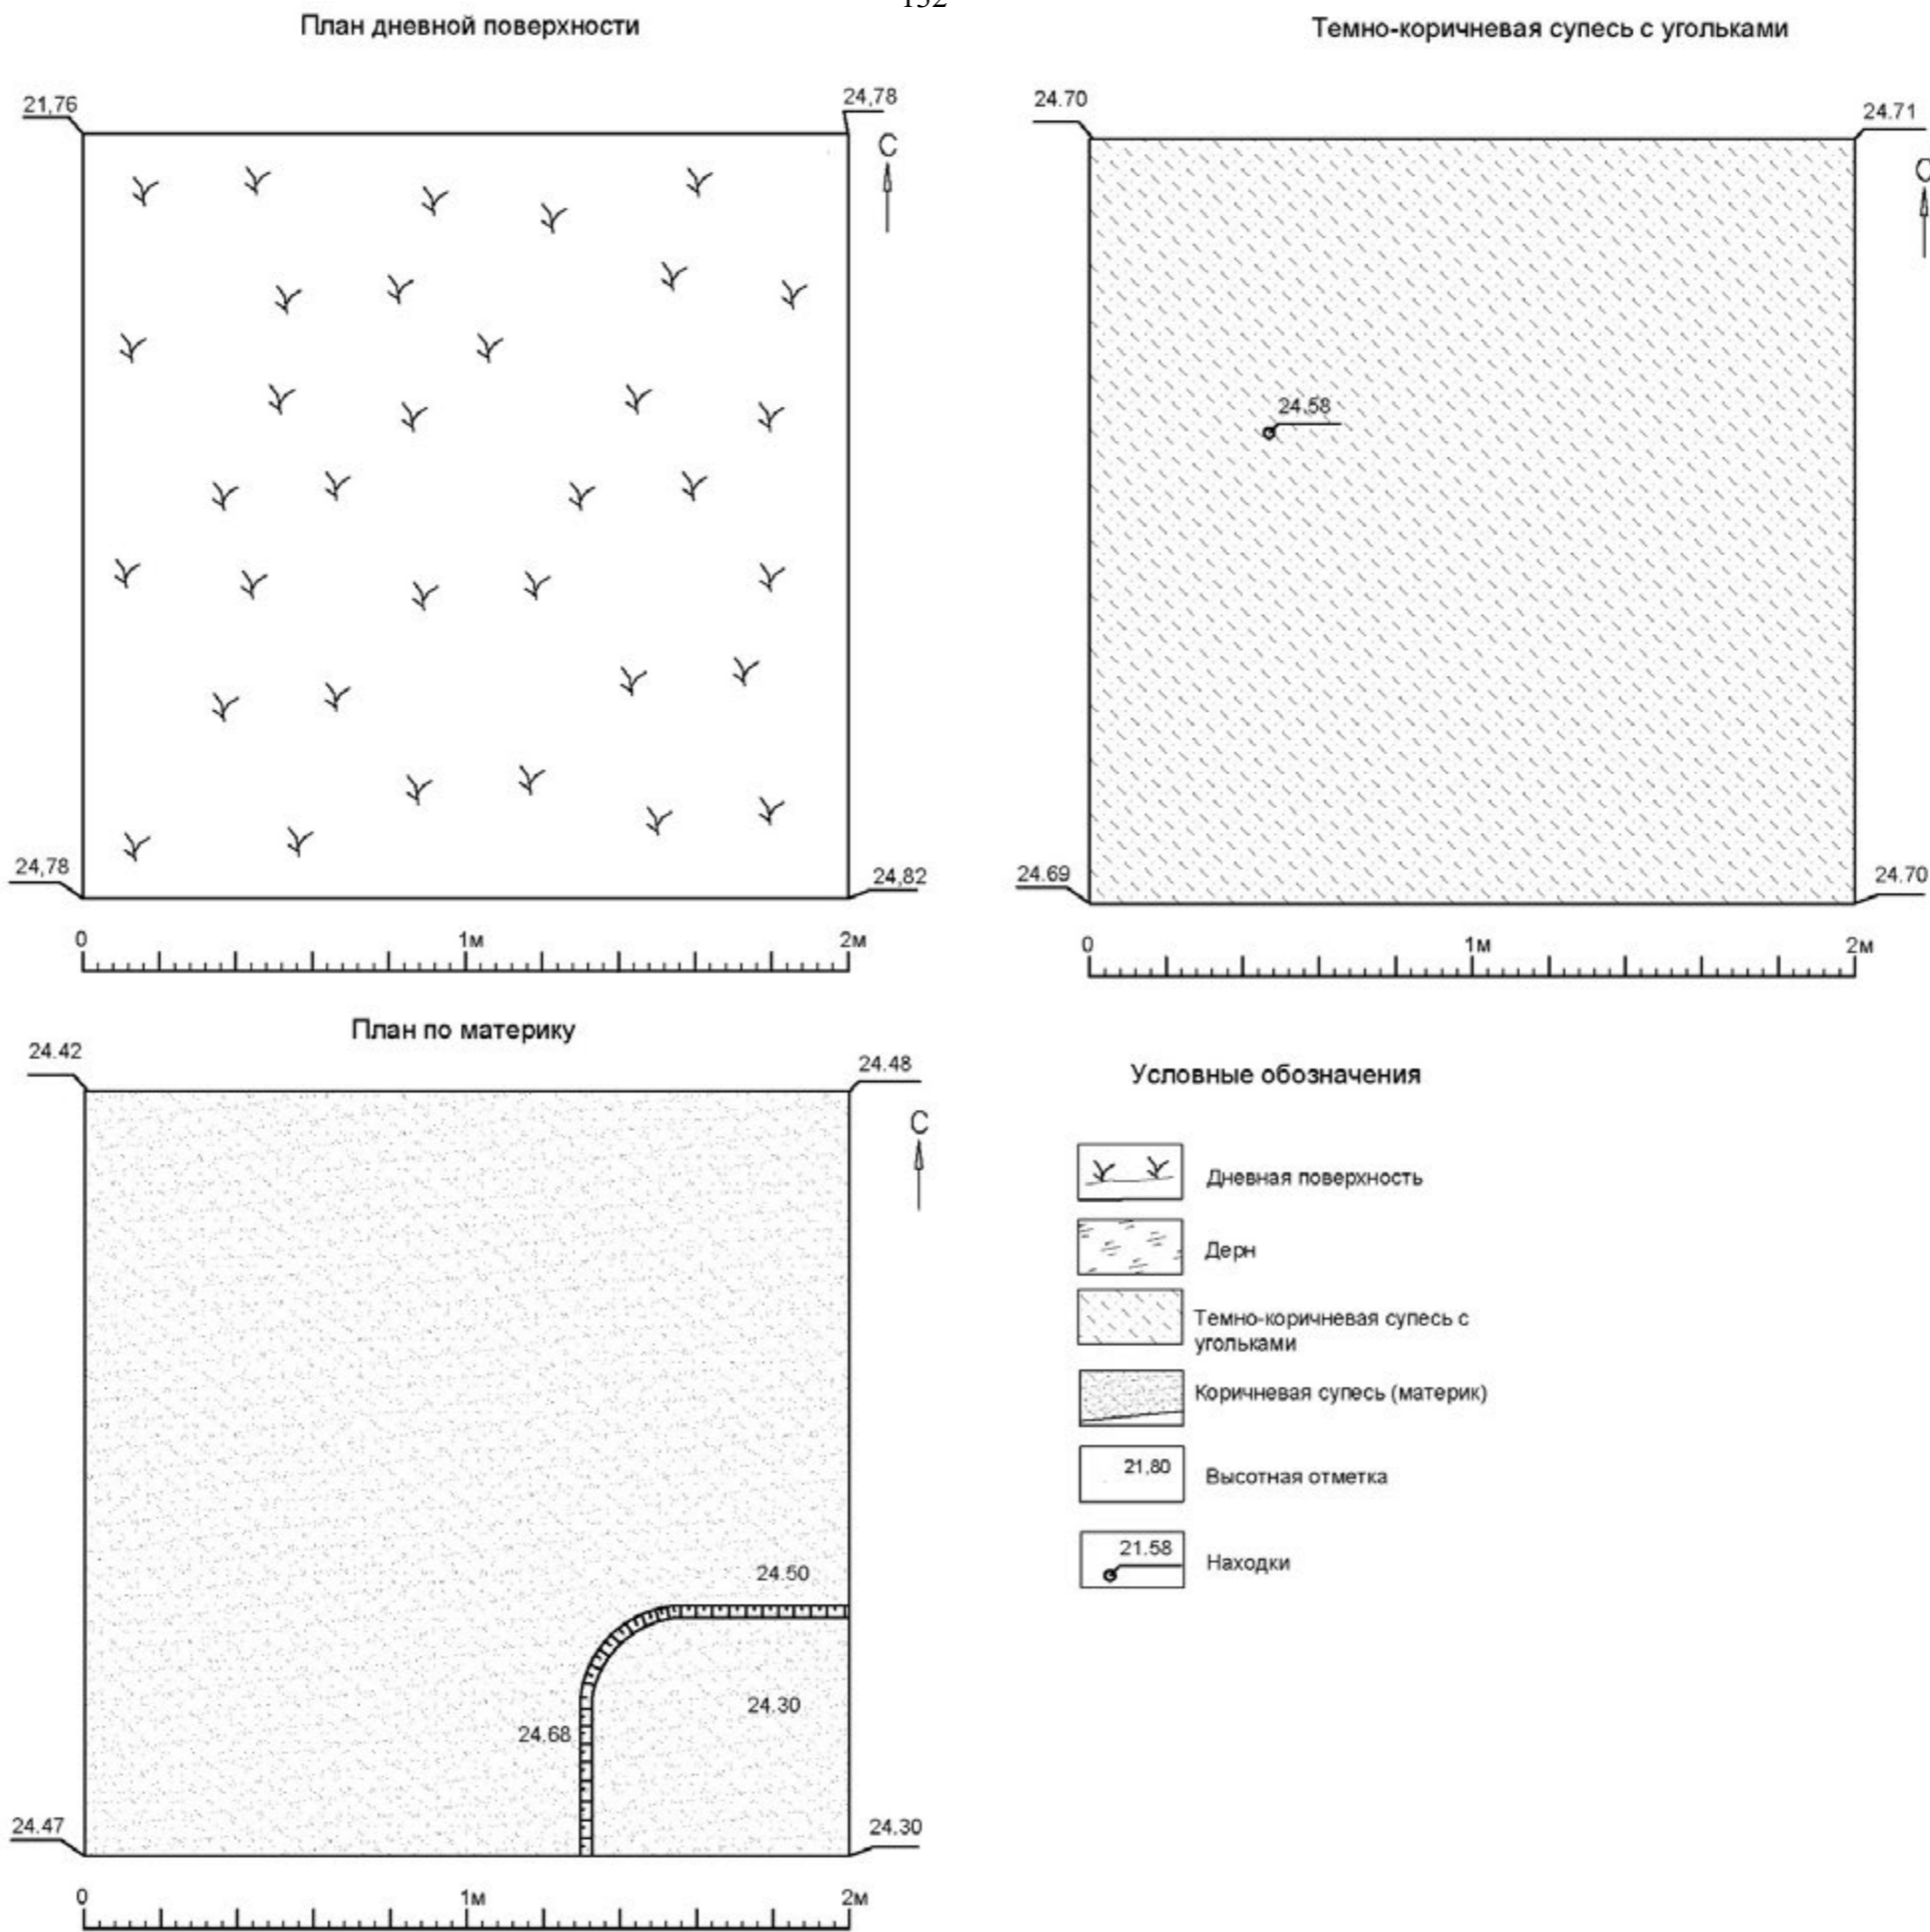 План дневной поверхности
21,76
24,78
С
24,78
24,82
0 1м 2м
Темно-коричневая супесь с угольками
24.70
24.71
24.58
24.69
24.70
0 1м 2м
План по материку
24.42
24.48
С
24.50
24.30
24.68
24.47
24.30
0 1м 2м
Условные обозначения
Дневная поверхность
Дерн
Темно-коричневая супесь с
угольками
Коричневая супесь (материк)
21,80
Высотная отметка
21.58
Находки